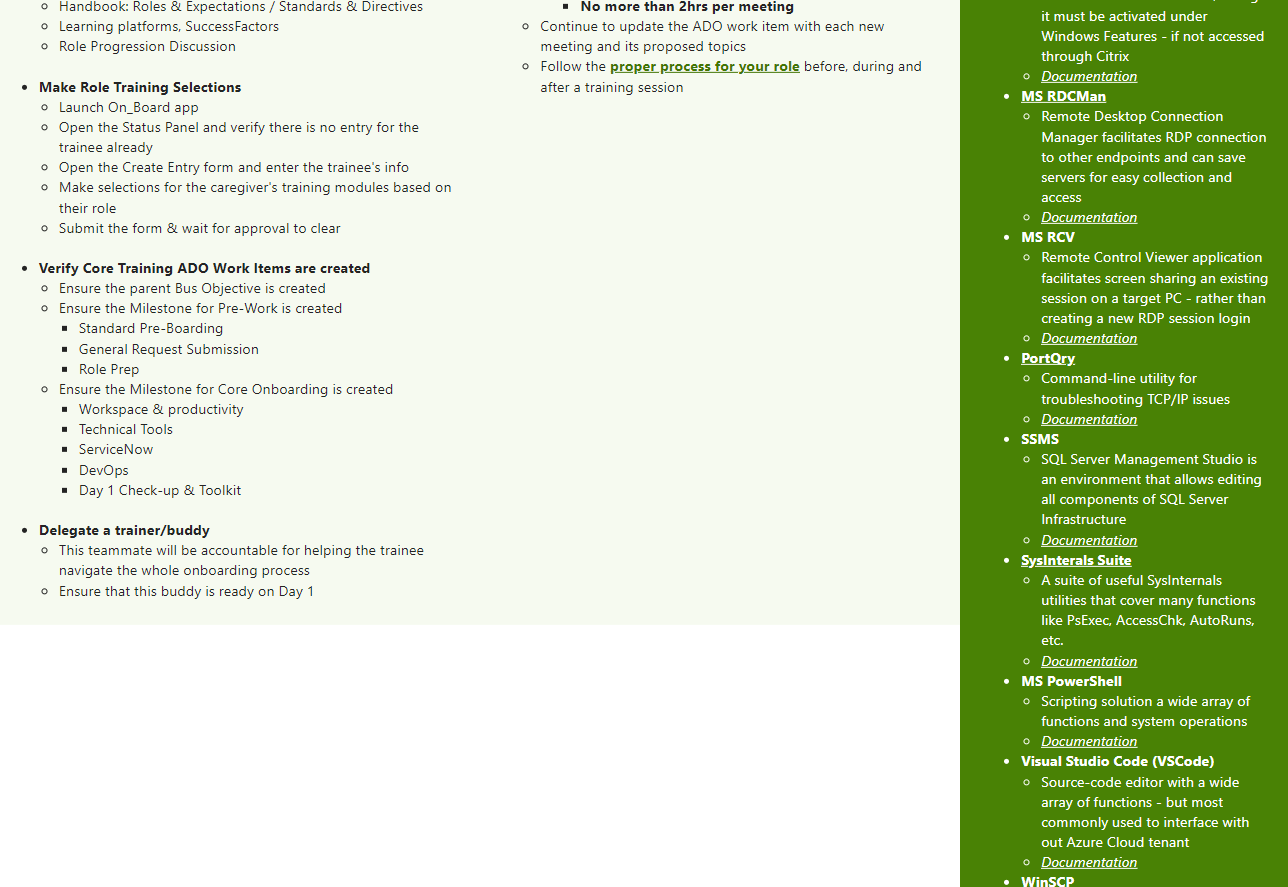 Handbook: Roles & Expectations / Standards & Directives
Learning platforms, SuccessFactors
Role Progression Discussion
Make Role Training Selections
Launch On_Board app
Open the Status Panel and verify there is no entry for the
trainee already
Open the Create Entry form and enter the trainee's info
Make selections for the caregiver's training modules based on
their role
Submit the form & wait for approval to clear
Verify Core Training ADO Work Items are created
Ensure the parent Bus Objective is created
Ensure the Milestone for Pre-Work is created
Standard Pre-Boarding
General Request Submission
Role Prep
Ensure the Milestone for Core Onboarding is created
Workspace & productivity
Technical Tools
ServiceNow
DevOps
Day 1 Check-up & Toolkit
Delegate a trainer/buddy
This teammate will be accountable for helping the trainee
navigate the whole onboarding process
Ensure that this buddy is ready on Day 1
No more than 2hrs per meeting
Continue to update the ADO work item with each new
meeting and its proposed topics
Follow the proper process for your role before, during and
after a training session
it must be activated under
Windows Features - if not accessed
through Citrix
Documentation
MS RDCMan
Remote Desktop Connection
Manager facilitates RDP connection
to other endpoints and can save
servers for easy collection and
access
Documentation
MS RCV
Remote Control Viewer application
facilitates screen sharing an existing
session on a target PC - rather than
creating a new RDP session login
Documentation
PortQry
Command-line utility for
troubleshooting TCP/IP issues
Documentation
SSMS
SQL Server Management Studio is
an environment that allows editing
all components of SQL Server
Infrastructure
Documentation
SysInterals Suite
A suite of useful SysInternals
utilities that cover many functions
like PsExec, AccessChk, AutoRuns,
etc.
Documentation
MS PowerShell
Scripting solution a wide array of
functions and system operations
Documentation
Visual Studio Code (VSCode)
Source-code editor with a wide
array of functions - but most
commonly used to interface with
out Azure Cloud tenant
Documentation
WinSCP